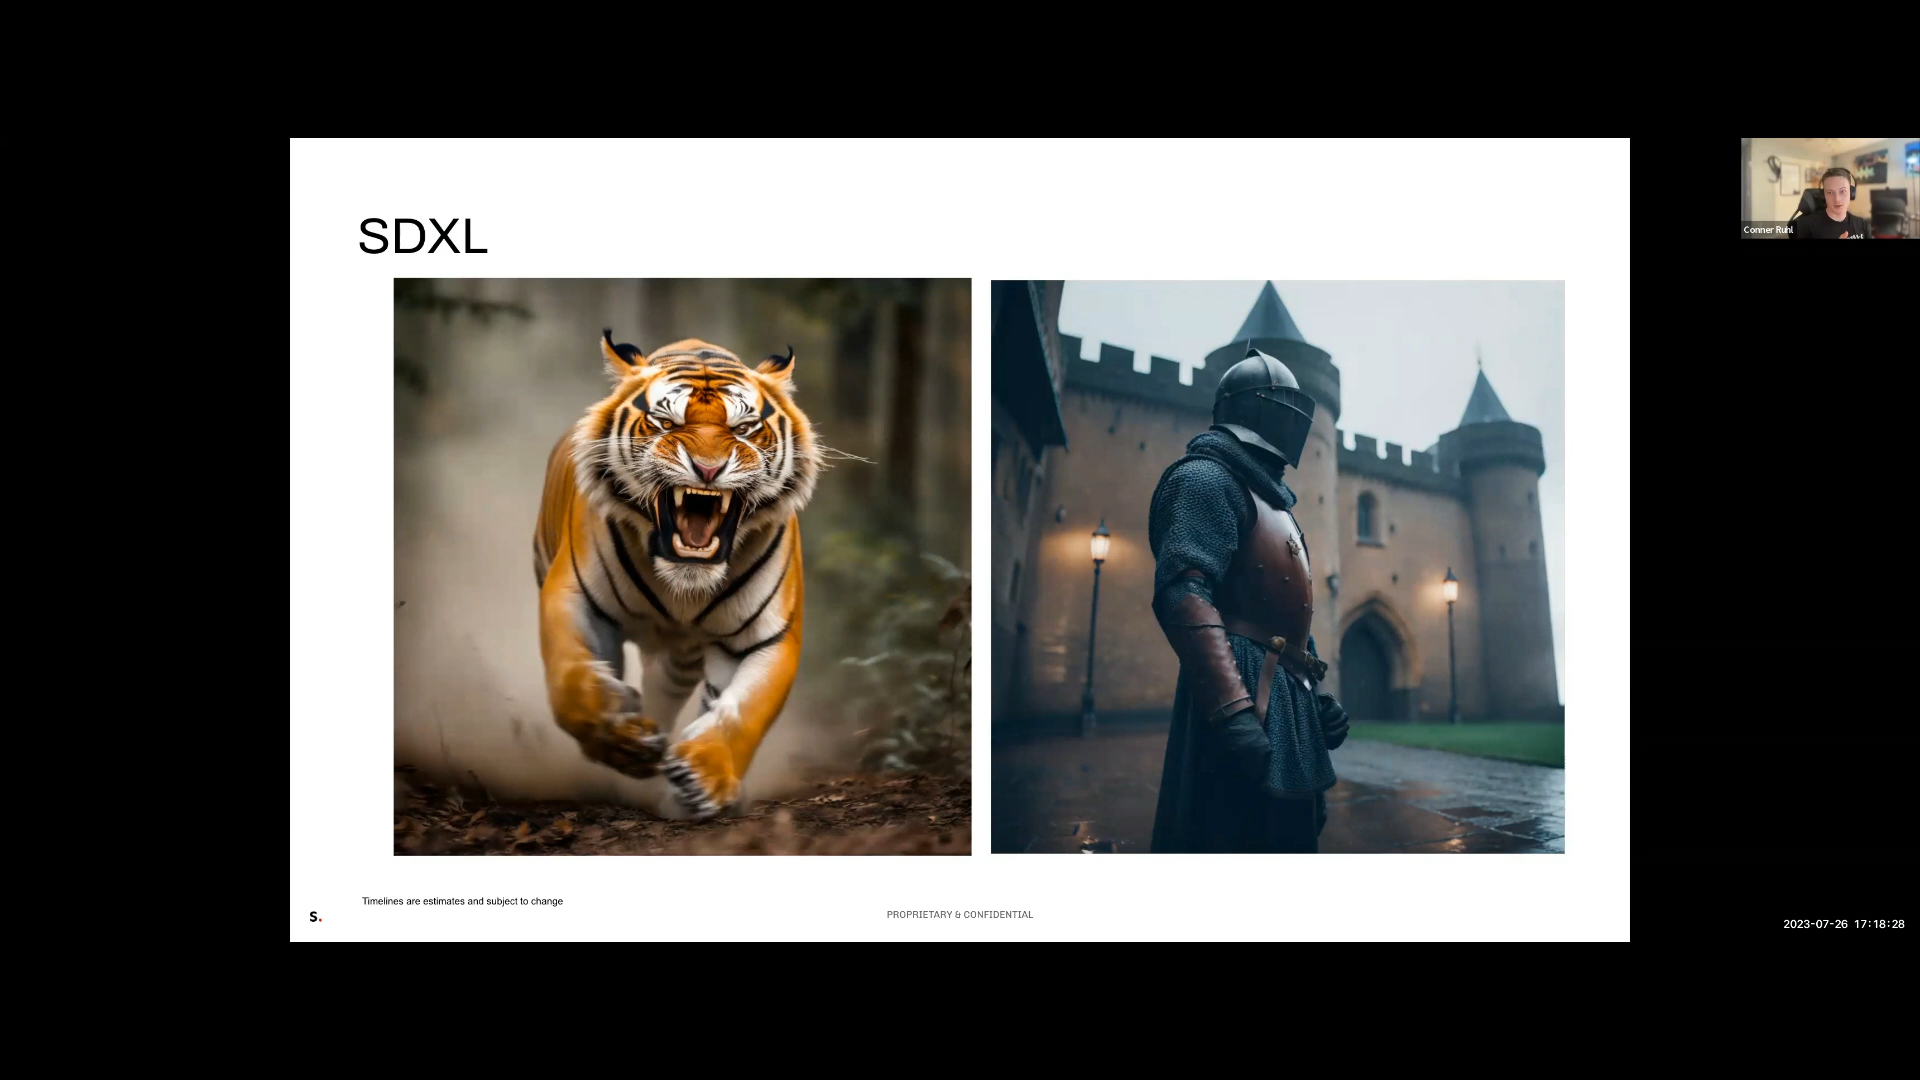 SDXL
Conner Ruhl
Timelines are estimates and subject to change
s.
PROPRIETARY & CONFIDENTIAL
2023-07-26 17:18:28